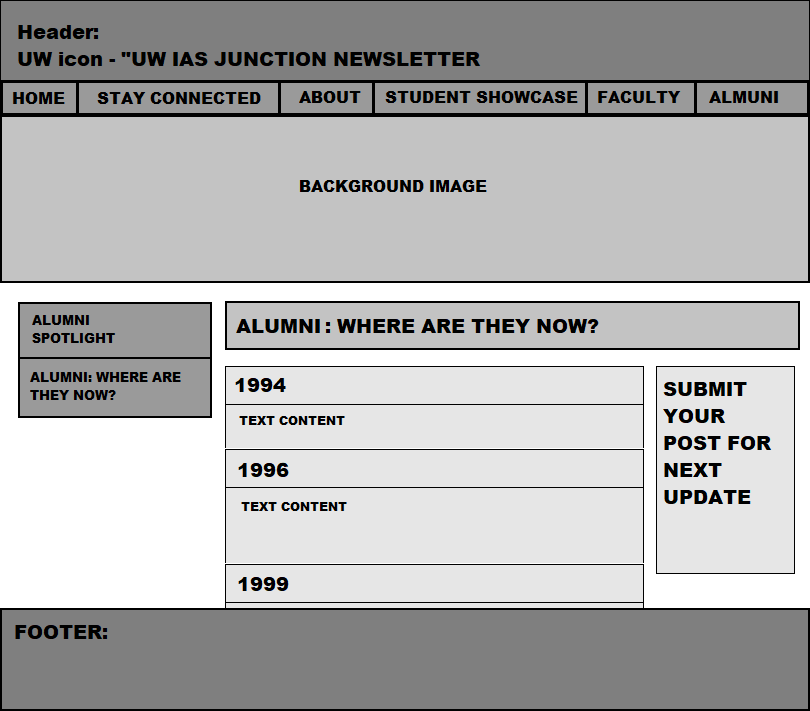 Header:
UW icon - "UW IAS JUNCTION NEWSLETTER
HOME STAY CONNECTED ABOUT STUDENT SHOWCASE FACULTY ALMUNI
BACKGROUND IMAGE
ALUMNI
SPOTLIGHT
ALUMNI: WHERE ARE
THEY NOW?
ALUMNI: WHERE ARE THEY NOW?
1994
TEXT CONTENT
1996
TEXT CONTENT
1999
SUBMIT
YOUR
POST FOR
NEXT
UPDATE
FOOTER: